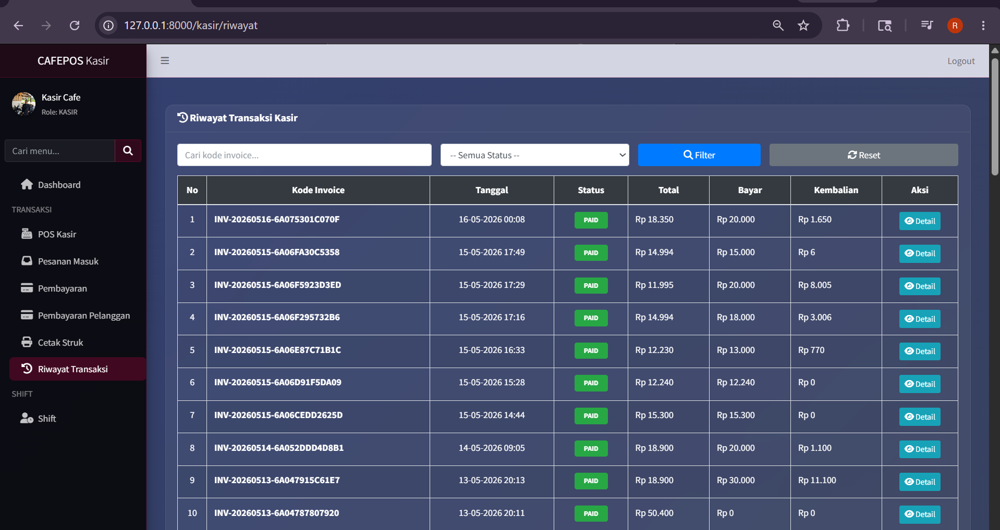 127.0.0.1:8000/kasir/riwayat
R
CAFEPOS Kasir
Logout
Kasir Cafe
Role: KASIR
Cari menu...
Dashboard
TRANSAKSI
POS Kasir
Pesanan Masuk
Pembayaran
Pembayaran Pelanggan
Cetak Struk
Riwayat Transaksi
SHIFT
Shift
Riwayat Transaksi Kasir
Cari kode invoice...
-- Semua Status --
Filter
Reset
No Kode Invoice Tanggal Status Total Bayar Kembalian Aksi
1 INV-20260516-6A075301C070F 16-05-2026 00:08 PAID Rp 18.350 Rp 20.000 Rp 1.650 Detail
2 INV-20260515-6A06FA30C5358 15-05-2026 17:49 PAID Rp 14.994 Rp 15.000 Rp 6 Detail
3 INV-20260515-6A06F5923D3ED 15-05-2026 17:29 PAID Rp 11.995 Rp 20.000 Rp 8.005 Detail
4 INV-20260515-6A06F295732B6 15-05-2026 17:16 PAID Rp 14.994 Rp 18.000 Rp 3.006 Detail
5 INV-20260515-6A06E87C71B1C 15-05-2026 16:33 PAID Rp 12.230 Rp 13.000 Rp 770 Detail
6 INV-20260515-6A06D91F5DA09 15-05-2026 15:28 PAID Rp 12.240 Rp 12.240 Rp 0 Detail
7 INV-20260515-6A06CEDD2625D 15-05-2026 14:44 PAID Rp 15.300 Rp 15.300 Rp 0 Detail
8 INV-20260514-6A052DDD4D8B1 14-05-2026 09:05 PAID Rp 18.900 Rp 20.000 Rp 1.100 Detail
9 INV-20260513-6A047915C61E7 13-05-2026 20:13 PAID Rp 18.900 Rp 30.000 Rp 11.100 Detail
10 INV-20260513-6A04787807920 13-05-2026 20:11 PAID Rp 50.400 Rp 0 Rp 0 Detail